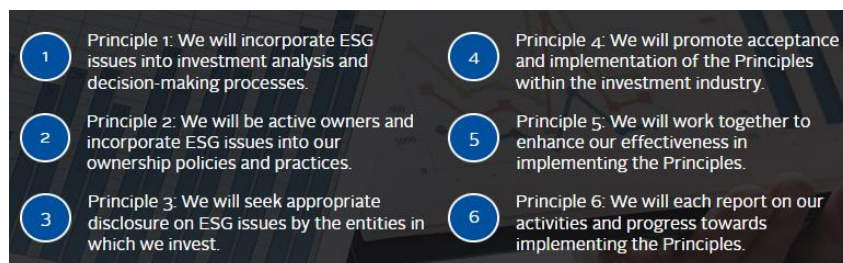 1
Principle 1: We will incorporate ESG
issues into investment analysis and
decision-making processes.
2
Principle 2: We will be active owners and
incorporate ESG issues into our
ownership policies and practices.
3
Principle 3: We will seek appropriate
disclosure on ESG issues by the entities in
which we invest.
4
Principle 4: We will promote acceptance
and implementation of the Principles
within the investment industry.
5
Principle 5: We will work together to
enhance our effectiveness in
implementing the Principles.
6
Principle 6: We will each report on our
activities and progress towards
implementing the Principles.